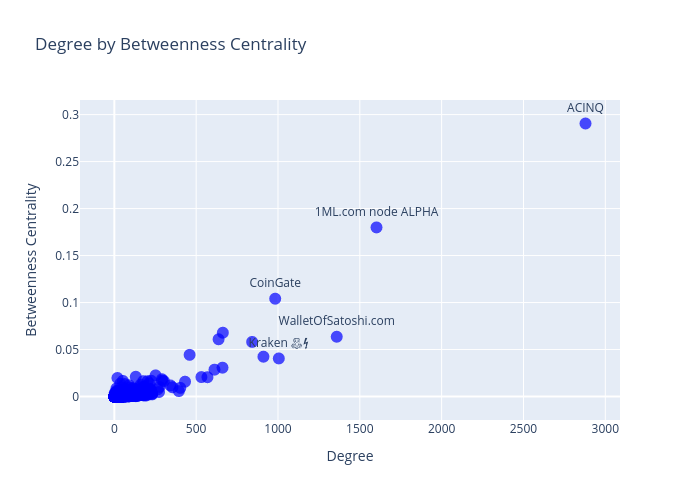 Degree by Betweenness Centrality
ACINQ
0.3
0.25
1ML.com node ALPHA
0.2
0.15
CoinGate
0.1
WalletOfSatoshi.com
Kraken 🐙⚡
0.05
0
0 500 1000 1500 2000 2500 3000
Degree
Betweenness Centrality